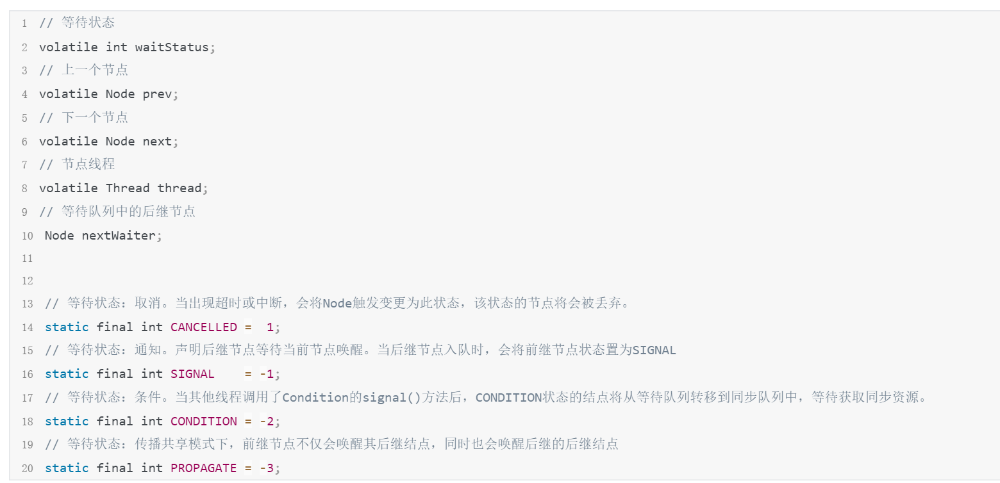 1 // 等待状态
2 volatile int waitStatus;
3 // 上一个节点
4 volatile Node prev;
5 // 下一个节点
6 volatile Node next;
7 // 节点线程
8 volatile Thread thread;
9 // 等待队列中的后继节点
10 Node nextWaiter;
11
12
13 // 等待状态：取消。当出现超时或中断，会将Node触发变更为此状态，该状态的节点将会被丢弃。
14 static final int CANCELLED =  1;
15 // 等待状态：通知。声明后继节点等待当前节点唤醒。当后继节点入队时，会将前继节点状态置为SIGNAL
16 static final int SIGNAL    = -1;
17 // 等待状态：条件。当其他线程调用了Condition的signal()方法后，CONDITION状态的结点将从等待队列转移到同步队列中，等待获取同步资源。
18 static final int CONDITION = -2;
19 // 等待状态：传播共享模式下，前继节点不仅会唤醒其后继结点，同时也会唤醒后继的后继结点
20 static final int PROPAGATE = -3;